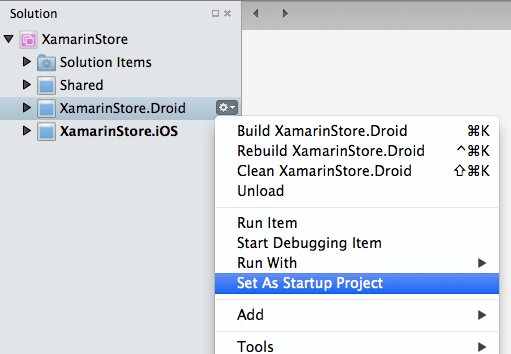 Solution
XamarinStore
Solution Items
Shared
XamarinStore.Droid
XamarinStore.iOS
Build XamarinStore.Droid ⌘K
Rebuild XamarinStore.Droid ^⌘K
Clean XamarinStore.Droid ⇧⌘K
Unload
Run Item
Start Debugging Item
Run With
Set As Startup Project
Add
Tools